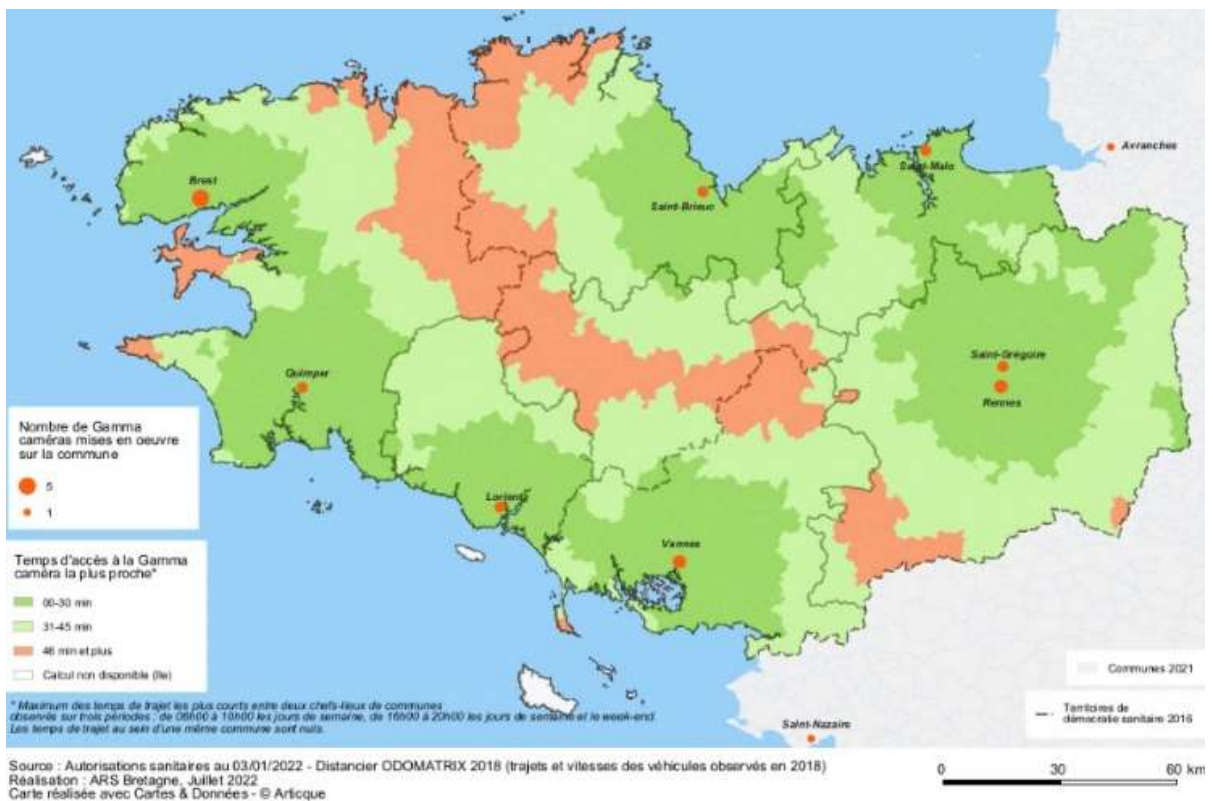 Avranches
Saint-Malo
Brest
Saint-Brieuc
Saint-Grégoire
Rennes
Quimper
Lorient
Vannes
Saint-Nazaire
Nombre de Gamma
caméras mises en oeuvre
sur la commune
5
1
Temps d'accès à la Gamma
caméra la plus proche*
00-30 min
31-45 min
46 min et plus
Calcul non disponible (île)
* Maximum des temps de trajet les plus courts entre deux chefs-lieux de communes
observés sur trois périodes : de 06h00 à 10h00 les jours de semaine, de 16h00 à 20h00 les jours de semaine et le week-end.
Les temps de trajet au sein d'une même commune sont nuls.
Communes 2021
Territoires de
démocratie sanitaire 2016
Source : Autorisations sanitaires au 03/01/2022 - Distancier ODOMATRIX 2018 (trajets et vitesses des véhicules observés en 2018)
Réalisation : ARS Bretagne, Juillet 2022
Carte réalisée avec Cartes & Données - © Articque
0 30 60 km